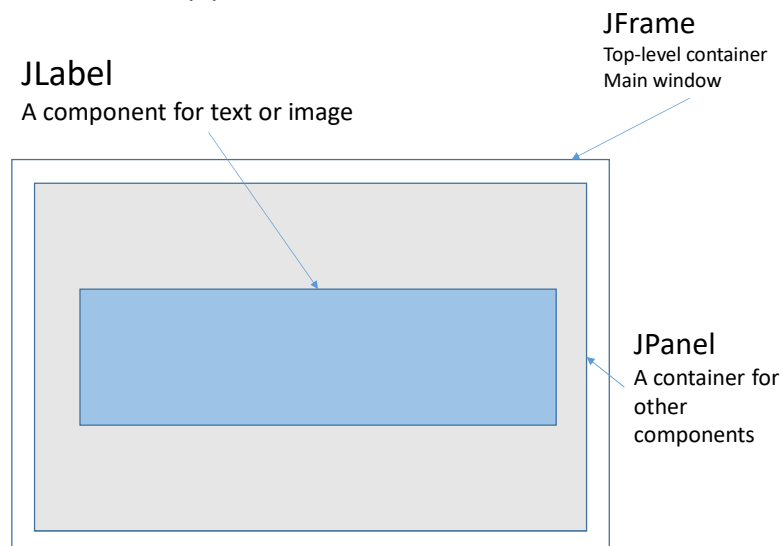 JFrame
Top-level container
Main window
JLabel
A component for text or image
JPanel
A container for
other
components